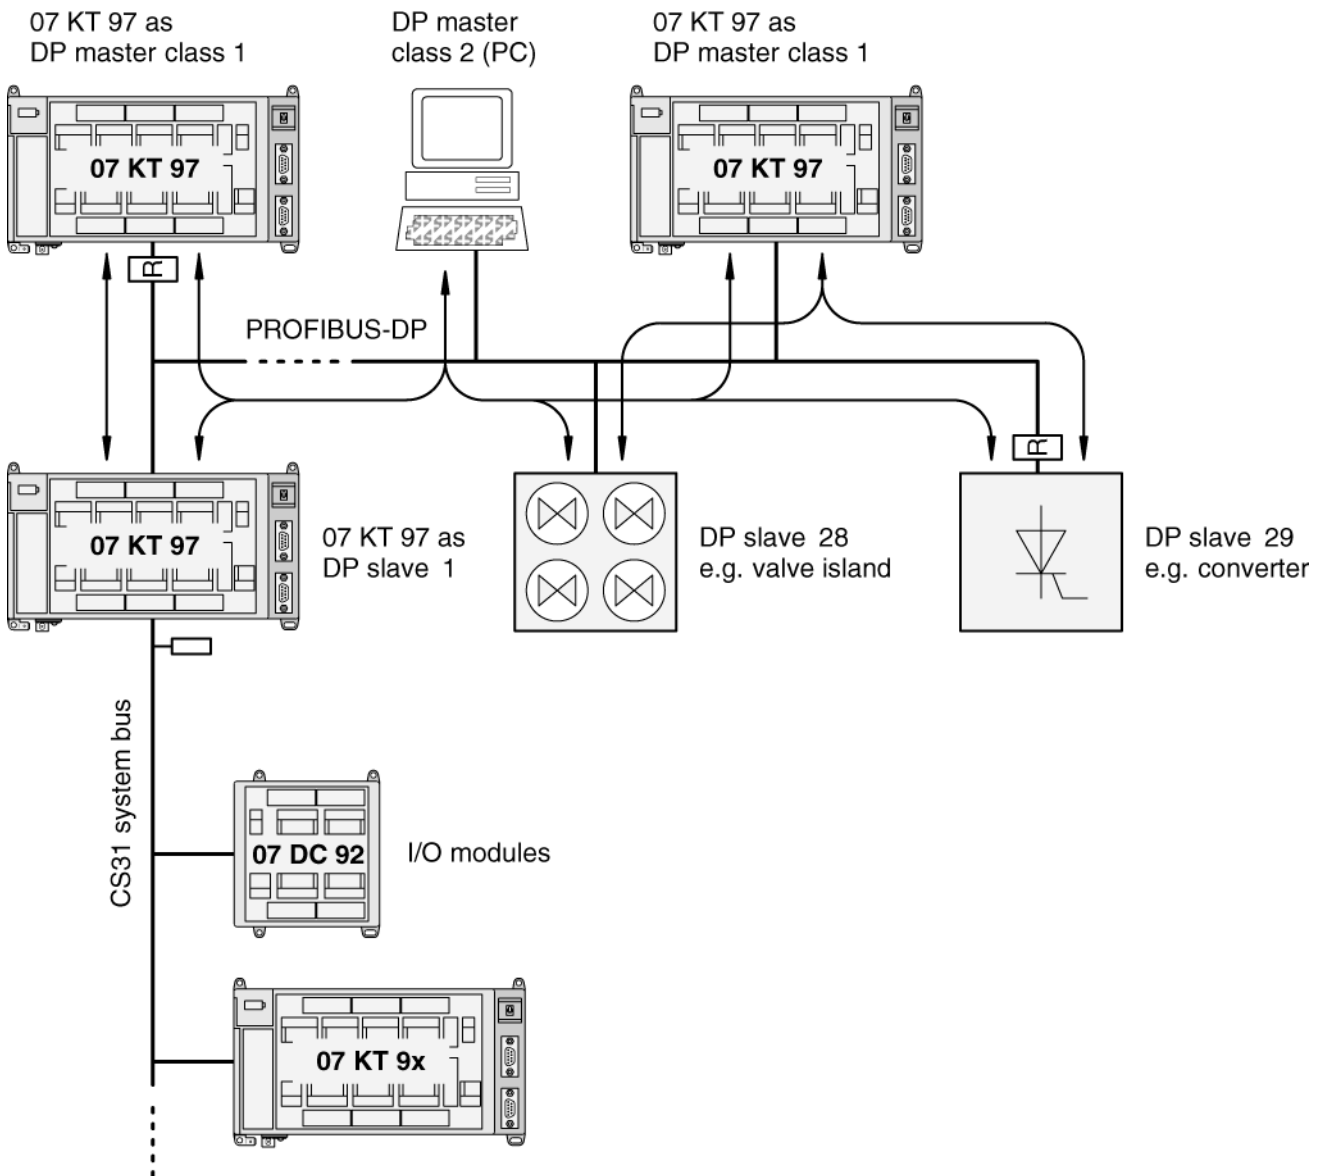 07 KT 97 as
DP master class 1
DP master
class 2 (PC)
07 KT 97 as
DP master class 1
07 KT 97
07 KT 97
R
PROFIBUS-DP
R
07 KT 97
07 KT 97 as
DP slave 1
DP slave 28
e.g. valve island
DP slave 29
e.g. converter
CS31 system bus
07 DC 92
I/O modules
07 KT 9x